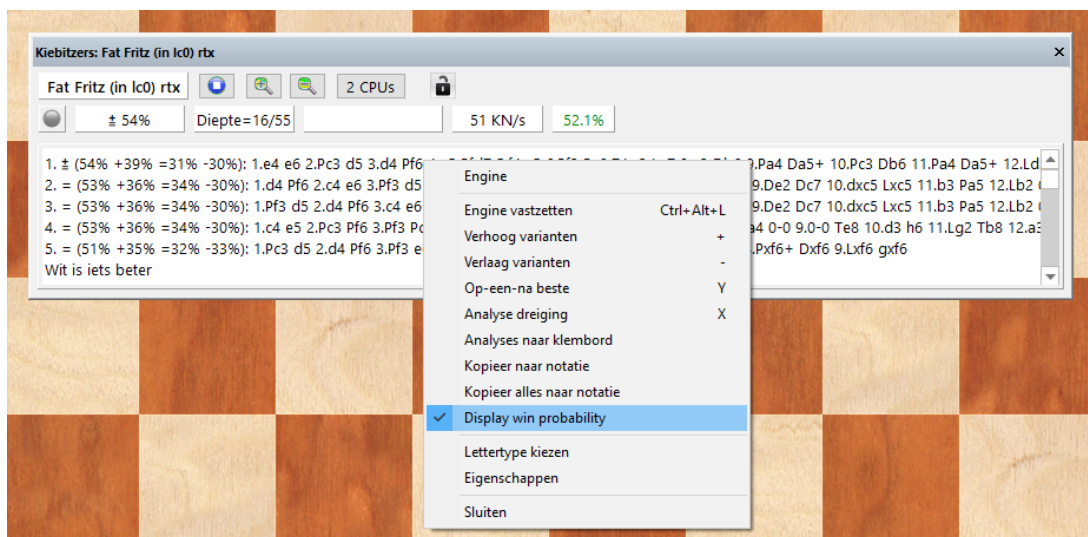 Kiebitzers: Fat Fritz (in lc0) rtx
Fat Fritz (in lc0) rtx 2 CPUs
± 54% Diepte=16/55 51 KN/s 52.1%
1. ± (54% +39% =31% -30%): 1.e4 e6 2.Pc3 d5 3.d4 Pf6 9.Pa4 Da5+ 10.Pc3 Db6 11.Pa4 Da5+ 12.Ld
2. = (53% +36% =34% -30%): 1.d4 Pf6 2.c4 e6 3.Pf3 d5 9.De2 Dc7 10.dxc5 Lxc5 11.b3 Pa5 12.Lb2
3. = (53% +36% =34% -30%): 1.Pf3 d5 2.d4 Pf6 3.c4 e6 9.De2 Dc7 10.dxc5 Lxc5 11.b3 Pa5 12.Lb2
4. = (53% +36% =34% -30%): 1.c4 e5 2.Pc3 Pf6 3.Pf3 a4 0-0 9.0-0 Te8 10.d3 h6 11.Lg2 Tb8 12.a3
5. = (51% +35% =32% -33%): 1.Pc3 d5 2.d4 Pf6 3.Pf3 .Pxf6+ Dxf6 9.Lxf6 gxf6
Wit is iets beter
Engine
Engine vastzetten Ctrl+Alt+L
Verhoog varianten +
Verlaag varianten -
Op-een-na beste Y
Analyse dreiging X
Analyses naar klembord
Kopieer naar notatie
Kopieer alles naar notatie
Display win probability
Lettertype kiezen
Eigenschappen
Sluiten